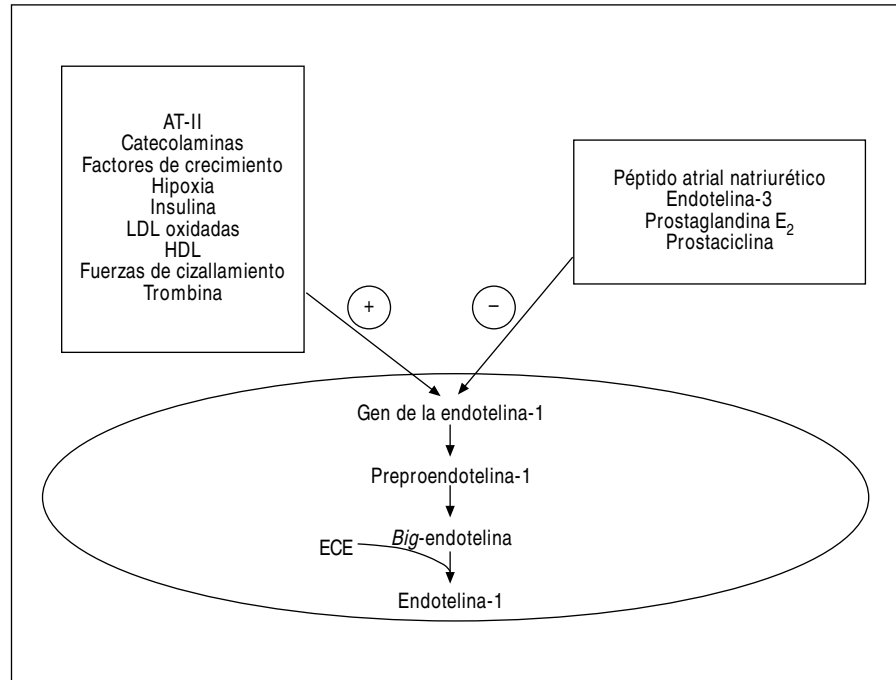 AT-II
Catecolaminas
Factores de crecimiento
Hipoxia
Insulina
LDL oxidadas
HDL
Fuerzas de cizallamiento
Trombina
Péptido atrial natriurético
Endotelina-3
Prostaglandina E₂
Prostaciclina
+
−
Gen de la endotelina-1
Preproendotelina-1
Big-endotelina
ECE
Endotelina-1